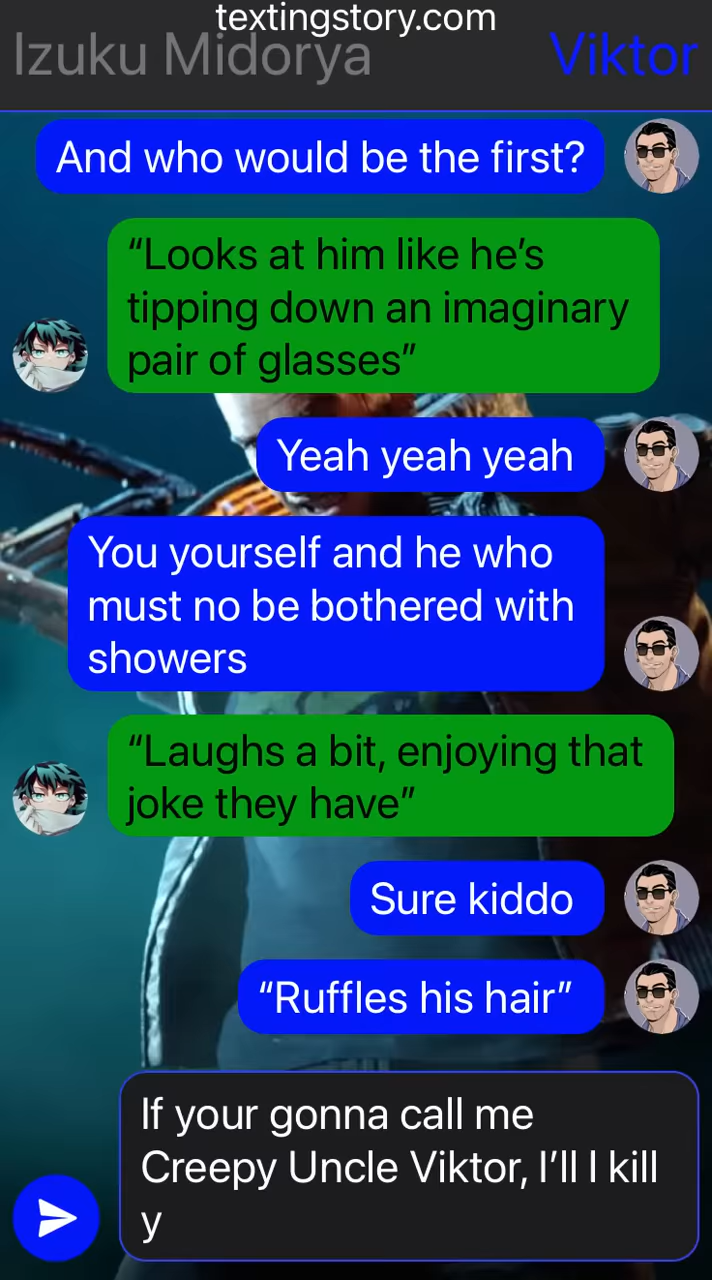 textingstory.com
Izuku Midorya
Viktor
And who would be the first?
“Looks at him like he’s
tipping down an imaginary
pair of glasses”
Yeah yeah yeah
You yourself and he who
must no be bothered with
showers
“Laughs a bit, enjoying that
joke they have”
Sure kiddo
“Ruffles his hair”
If your gonna call me
Creepy Uncle Viktor, I’ll I kill
y